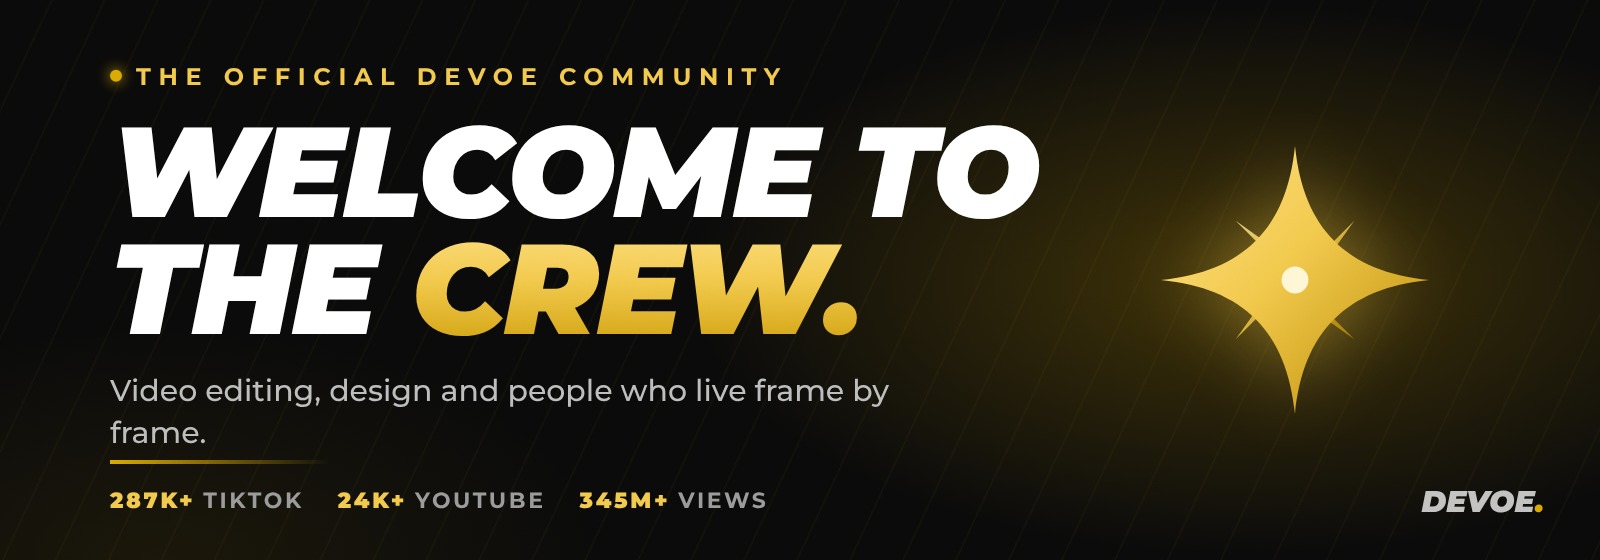 THE OFFICIAL DEVOE COMMUNITY
WELCOME TO
THE CREW.
Video editing, design and people who live frame by
frame.
287K+ TIKTOK 24K+ YOUTUBE 345M+ VIEWS
DEVOE.